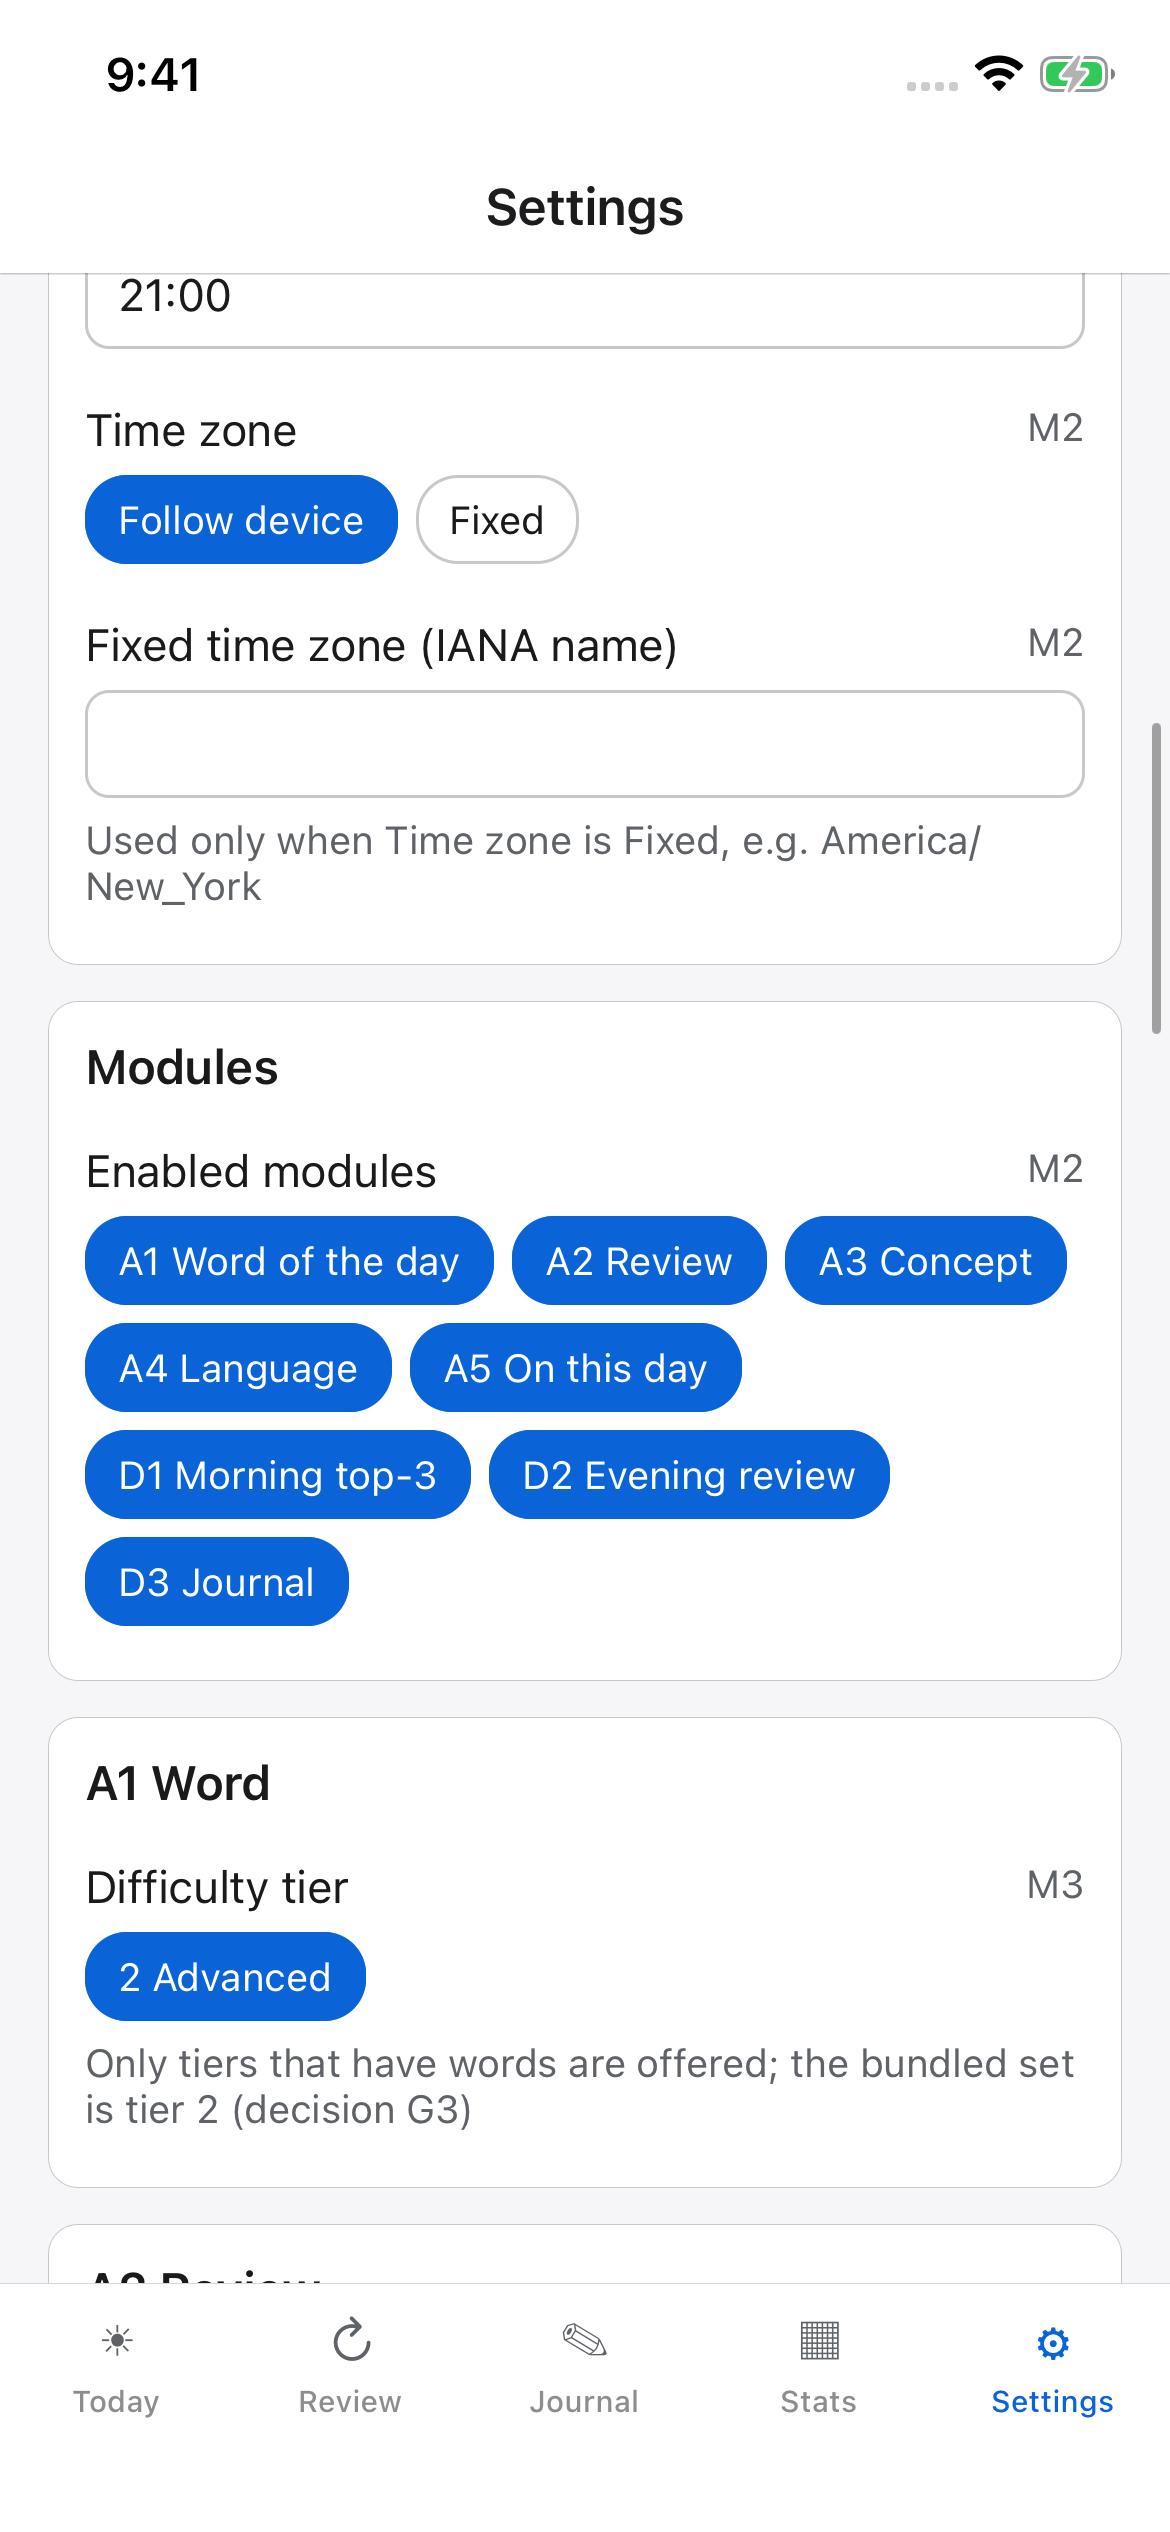 9:41
Settings
21:00
Time zone
M2
Follow device
Fixed
Fixed time zone (IANA name)
M2
Used only when Time zone is Fixed, e.g. America/
New_York
Modules
Enabled modules
M2
A1 Word of the day
A2 Review
A3 Concept
A4 Language
A5 On this day
D1 Morning top-3
D2 Evening review
D3 Journal
A1 Word
Difficulty tier
M3
2 Advanced
Only tiers that have words are offered; the bundled set
is tier 2 (decision G3)
A2 Review
Today
Review
Journal
Stats
Settings